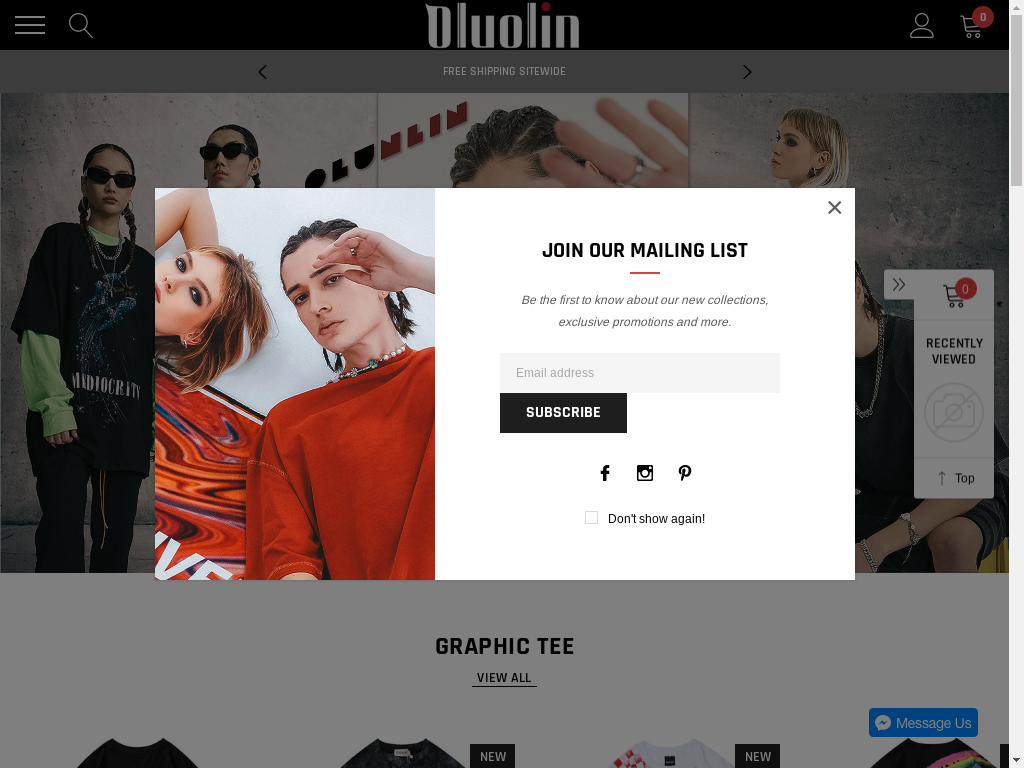 Dluolin
0
FREE SHIPPING SITEWIDE
MEDIOCRITY
JOIN OUR MAILING LIST
Be the first to know about our new collections,
exclusive promotions and more.
Email address
SUBSCRIBE
Don't show again!
0
RECENTLY
VIEWED
Top
GRAPHIC TEE
VIEW ALL
Message Us
NEW
NEW